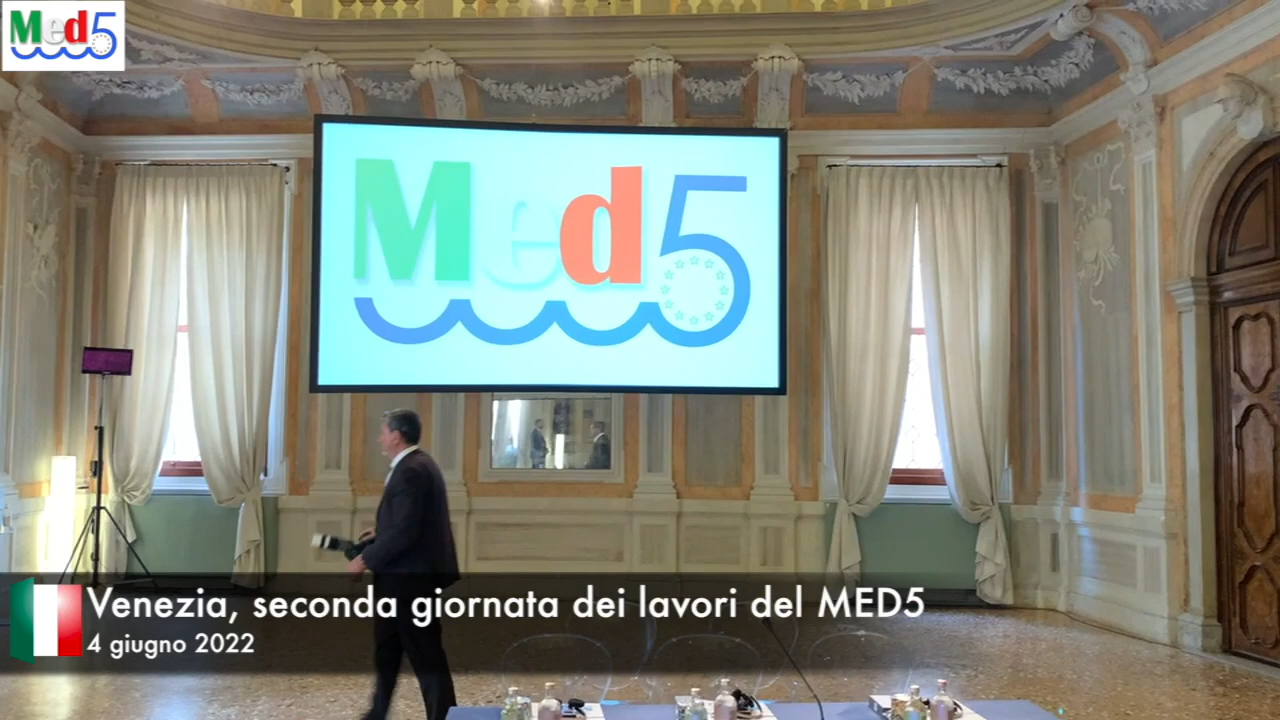 Med5
Med5
Venezia, seconda giornata dei lavori del MED5
4 giugno 2022